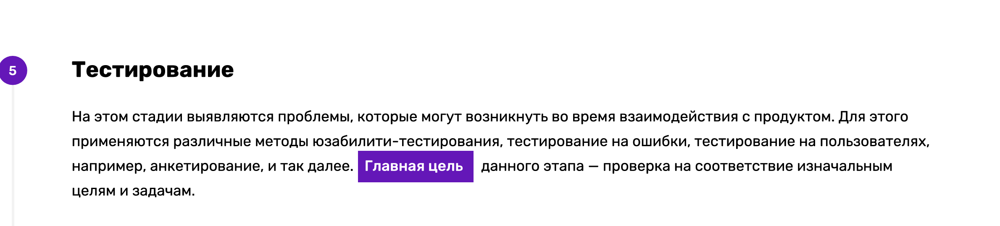 5
Тестирование
На этом стадии выявляются проблемы, которые могут возникнуть во время взаимодействия с продуктом. Для этого
применяются различные методы юзабилити-тестирования, тестирование на ошибки, тестирование на пользователях,
например, анкетирование, и так далее. Главная цель данного этапа — проверка на соответствие изначальным
целям и задачам.